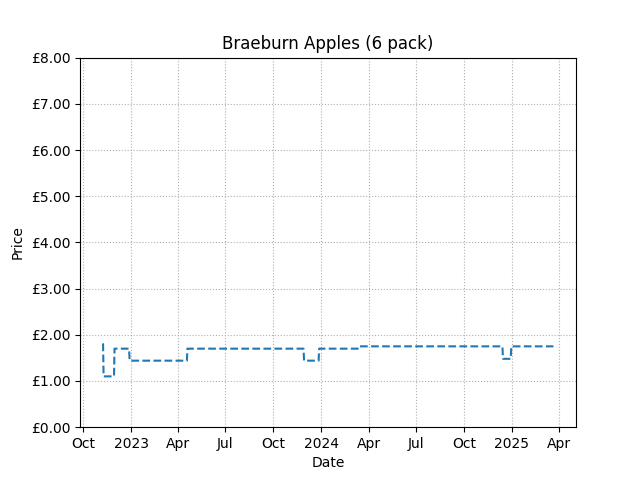 Braeburn Apples (6 pack)
£8.00
£7.00
£6.00
£5.00
£4.00
£3.00
£2.00
£1.00
£0.00
Price
Oct 2023 Apr Jul Oct 2024 Apr Jul Oct 2025 Apr
Date